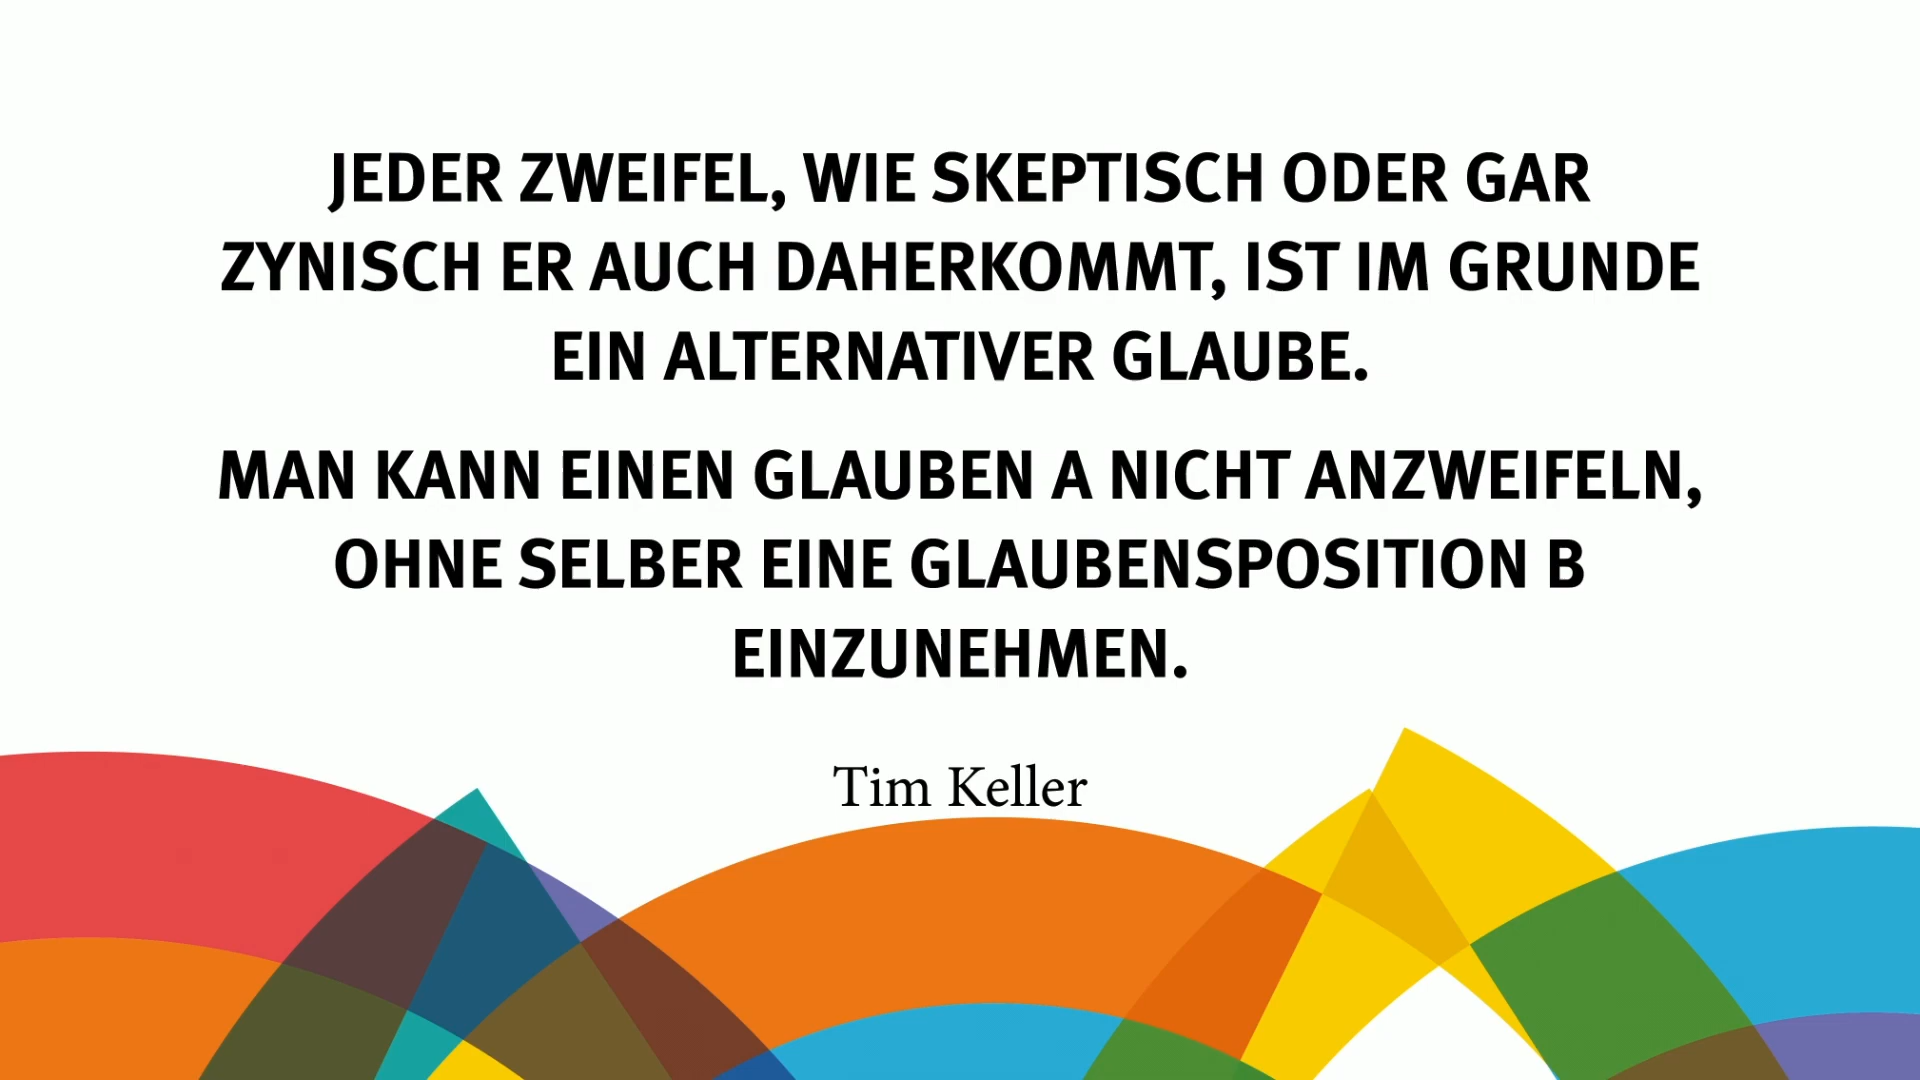 JEDER ZWEIFEL, WIE SKEPTISCH ODER GAR
ZYNISCH ER AUCH DAHERKOMMT, IST IM GRUNDE
EIN ALTERNATIVER GLAUBE.
MAN KANN EINEN GLAUBEN A NICHT ANZWEIFELN,
OHNE SELBER EINE GLAUBENSPOSITION B
EINZUNEHMEN.
Tim Keller